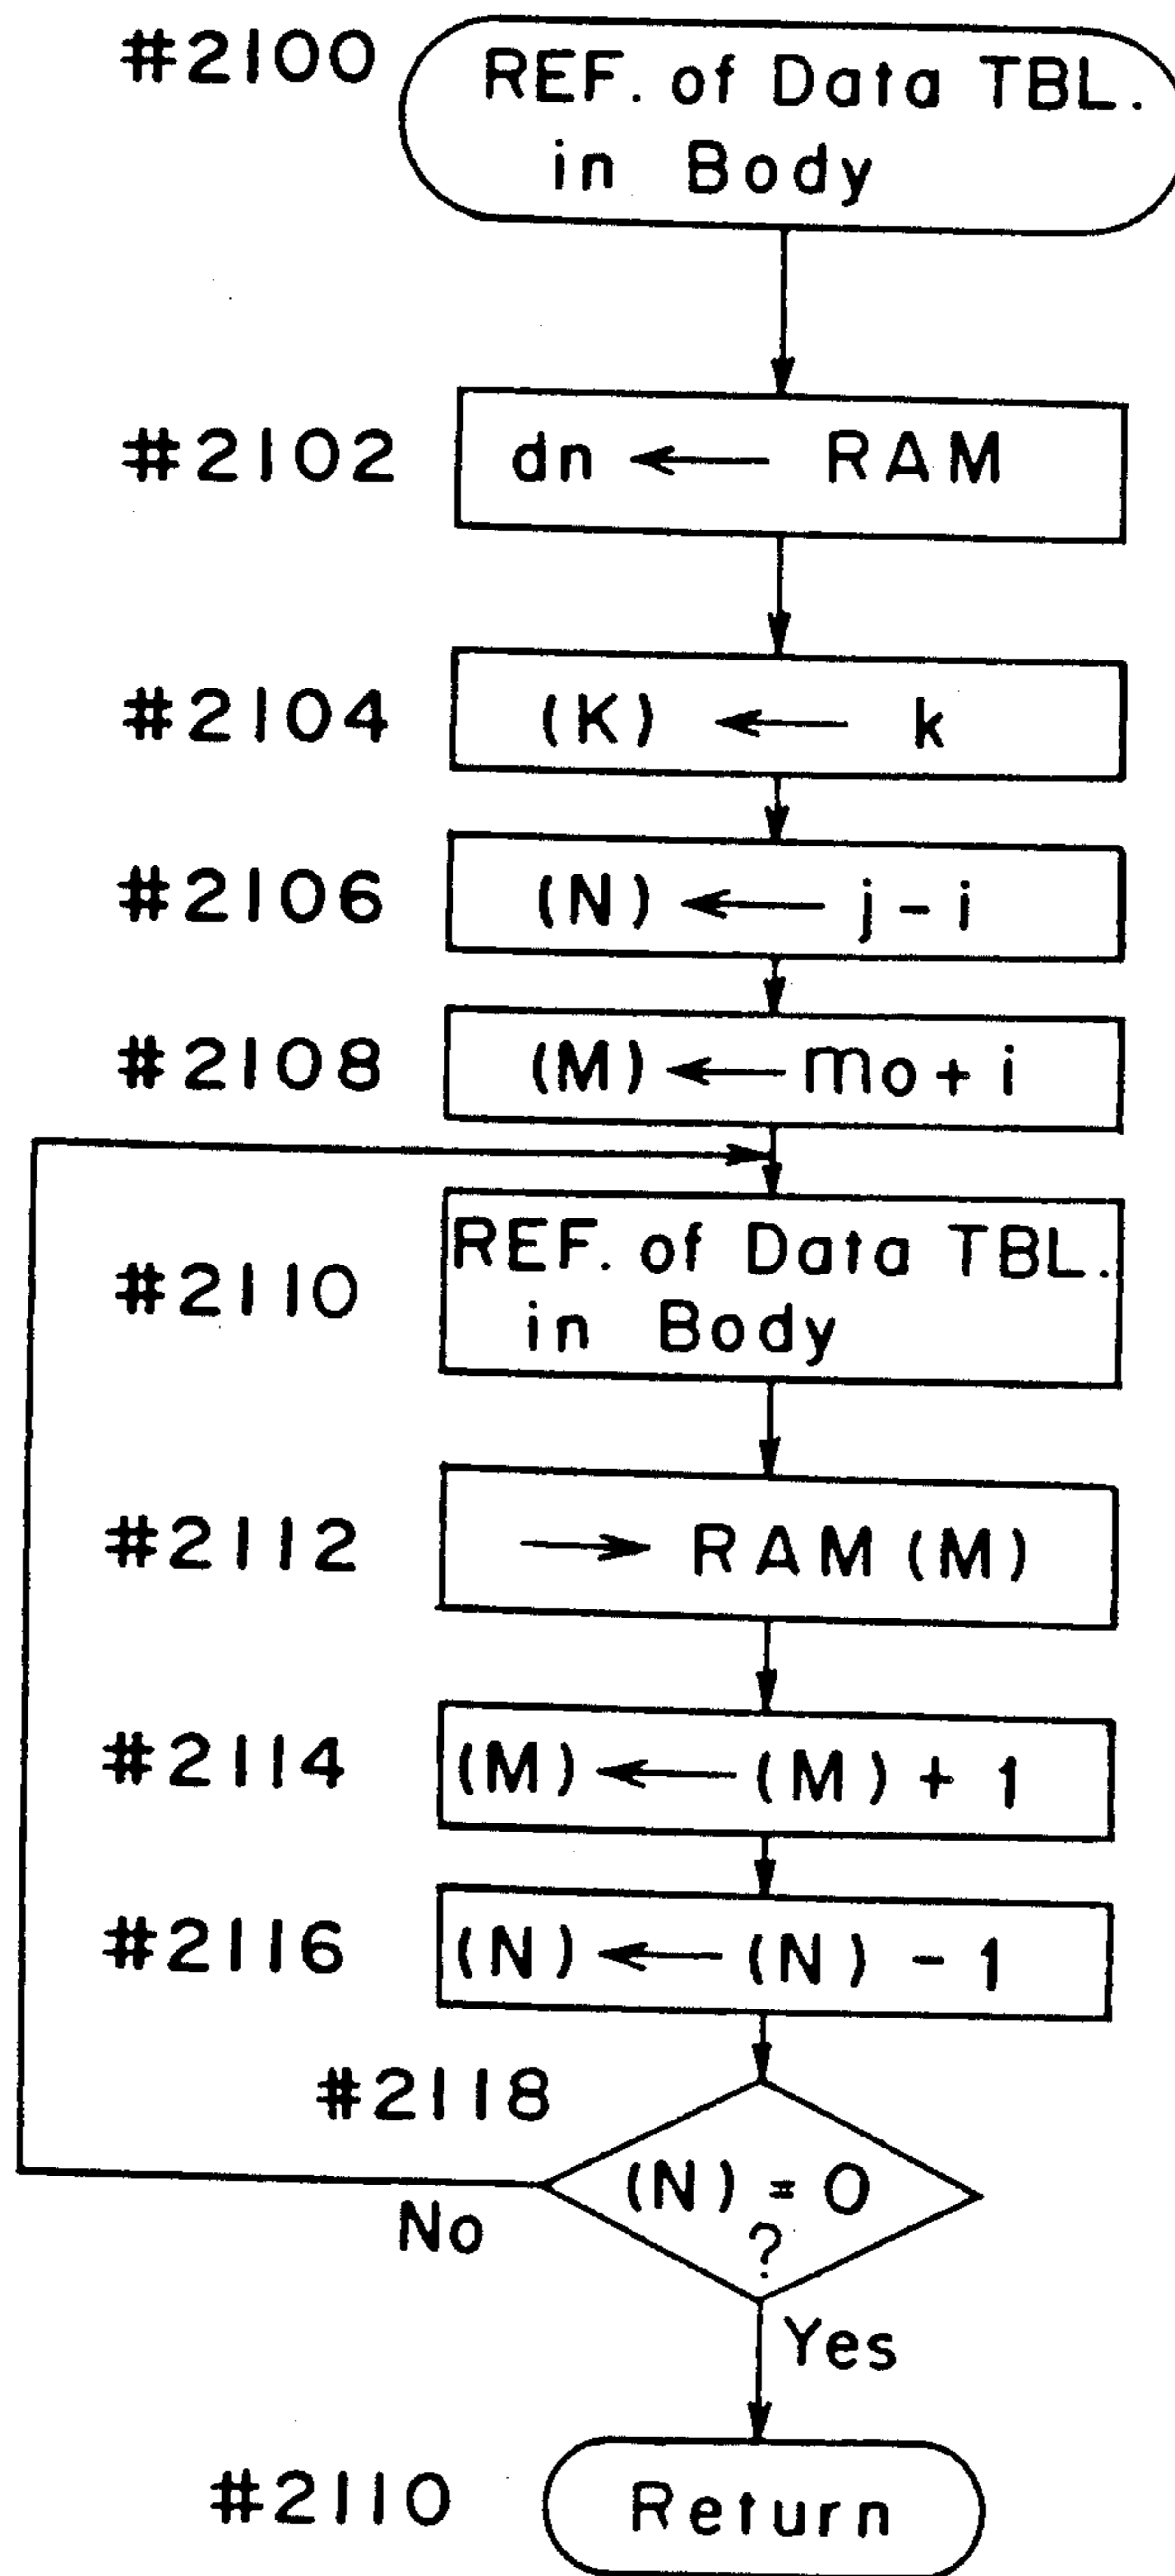 #2100
REF. of Data TBL.
in Body
#2102
dn ← RAM
#2104
(K) ← k
#2106
(N) ← j - i
#2108
(M) ← mo + i
#2110
REF. of Data TBL.
in Body
#2112
→ RAM (M)
#2114
(M) ← (M) + 1
#2116
(N) ← (N) - 1
#2118
(N) = 0
?
No
Yes
#2110
Return